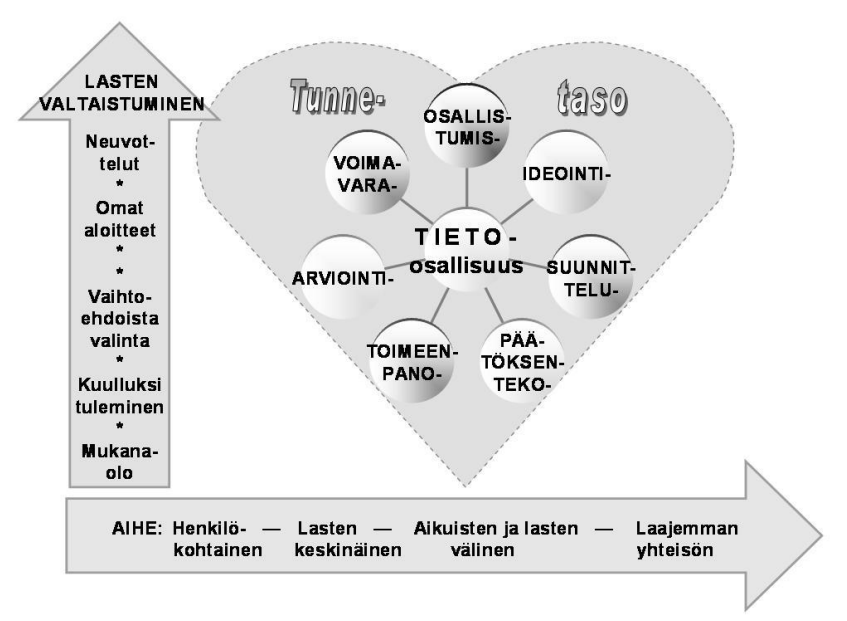 LASTEN
VALTAISTUMINEN
Neuvot-
telut
*
Omat
aloitteet
*
*
Vaihto-
ehdoista
valinta
*
Kuulluksi
tuleminen
*
Mukana-
olo
Tunne- taso
OSALLIS-
TUMIS-
VOIMA-
VARA-
IDEOINTI-
TIETO-
osallisuus
ARVIOINTI-
SUUNNIT-
TELU-
TOIMEEN-
PANO-
PÄÄ-
TÖKSEN-
TEKO-
AIHE: Henkilö- — Lasten — Aikuisten ja lasten — Laajemman
kohtainen keskinäinen välinen yhteisön